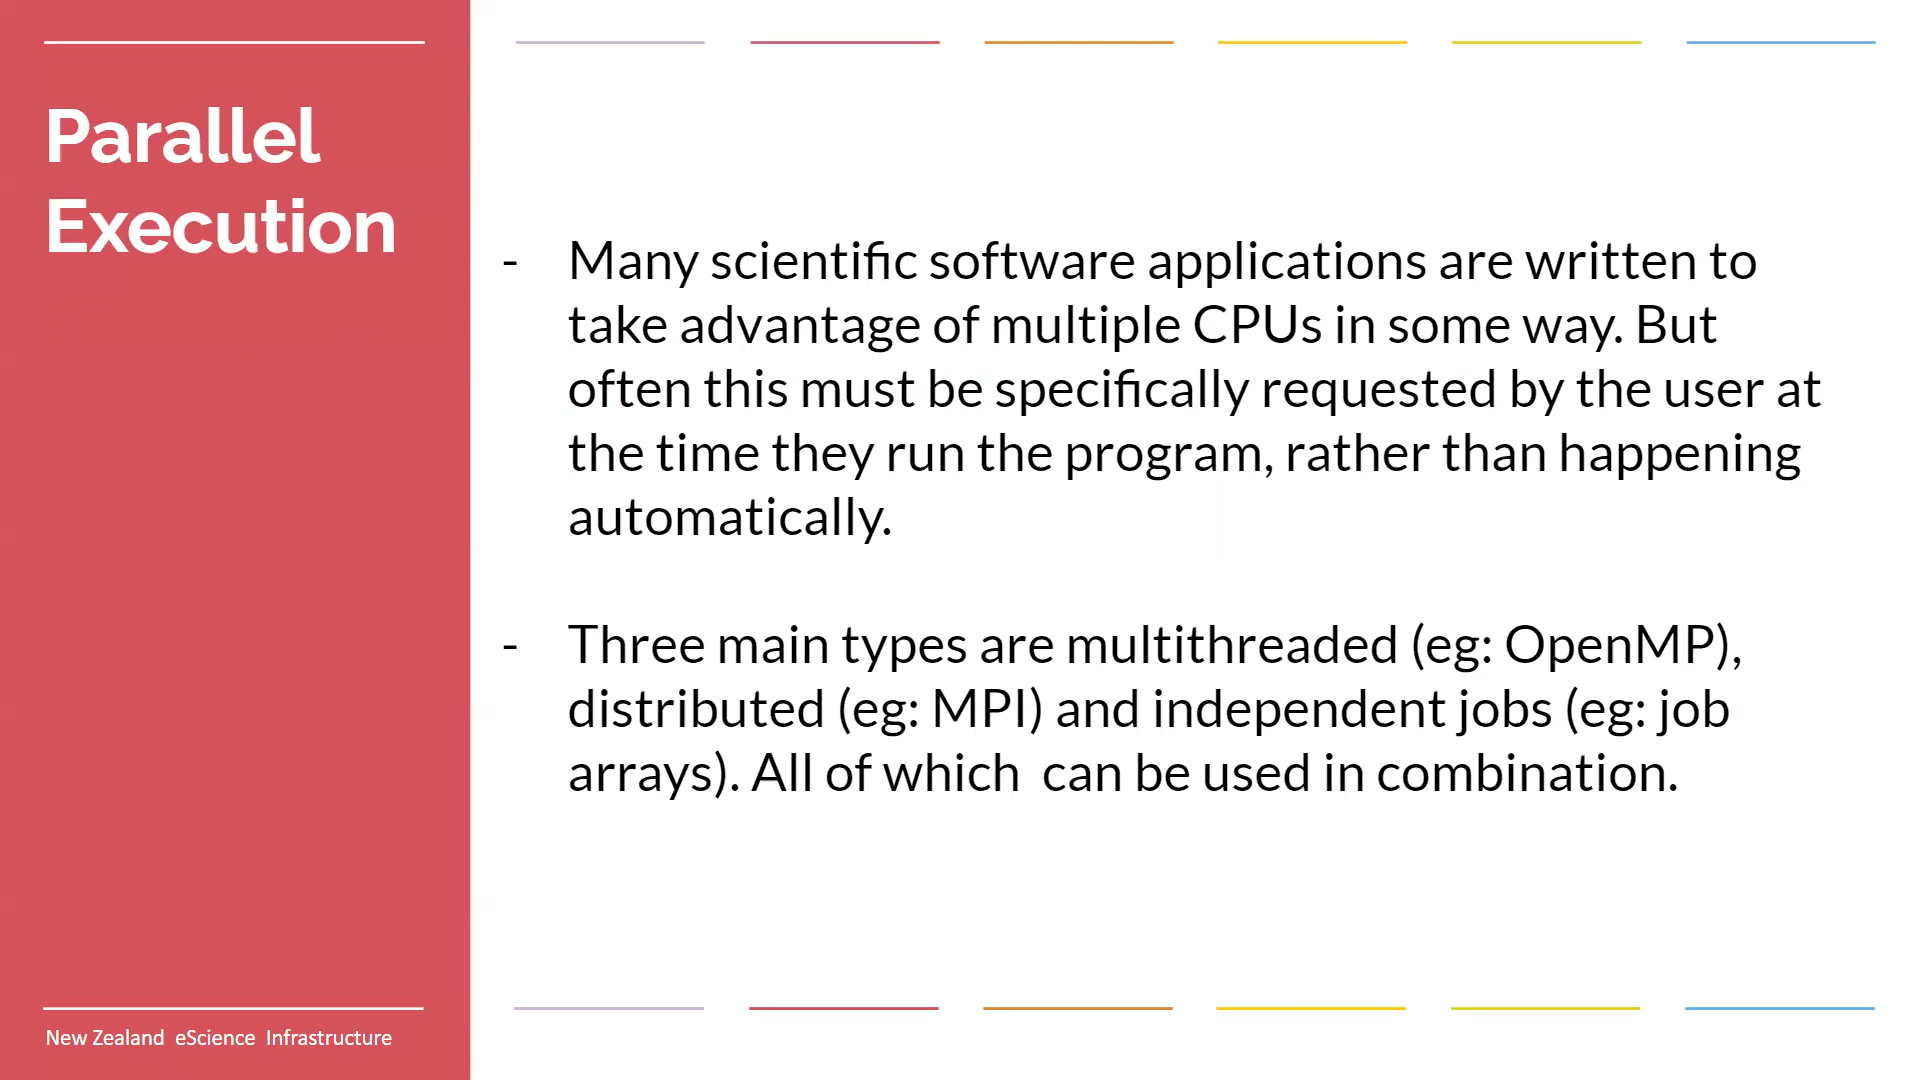 Parallel
Execution
- Many scientific software applications are written to
take advantage of multiple CPUs in some way. But
often this must be specifically requested by the user at
the time they run the program, rather than happening
automatically.
- Three main types are multithreaded (eg: OpenMP),
distributed (eg: MPI) and independent jobs (eg: job
arrays). All of which  can be used in combination.
New Zealand eScience Infrastructure